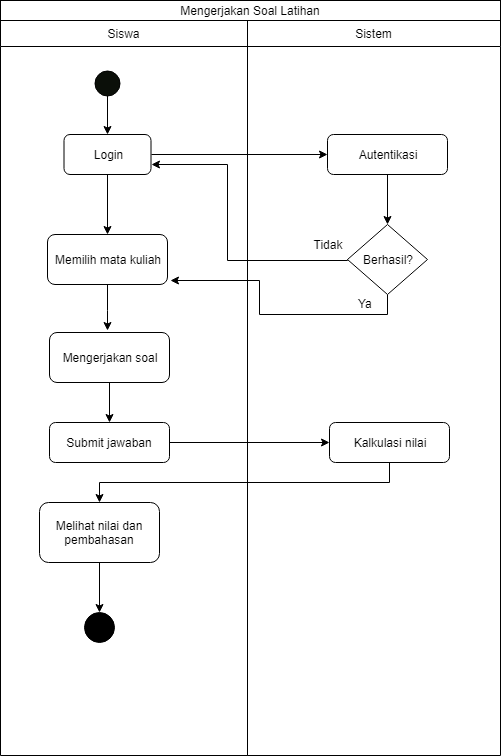 Mengerjakan Soal Latihan
Siswa
Sistem
Login
Autentikasi
Tidak
Berhasil?
Memilih mata kuliah
Ya
Mengerjakan soal
Submit jawaban
Kalkulasi nilai
Melihat nilai dan
pembahasan